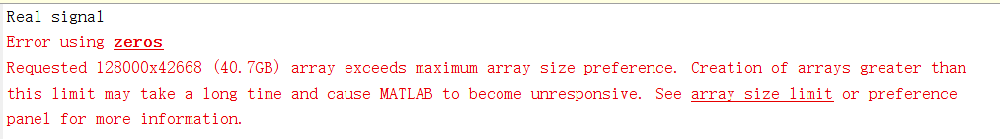 Real signal
Error using zeros
Requested 128000x42668 (40.7GB) array exceeds maximum array size preference. Creation of arrays greater than
this limit may take a long time and cause MATLAB to become unresponsive. See array size limit or preference
panel for more information.